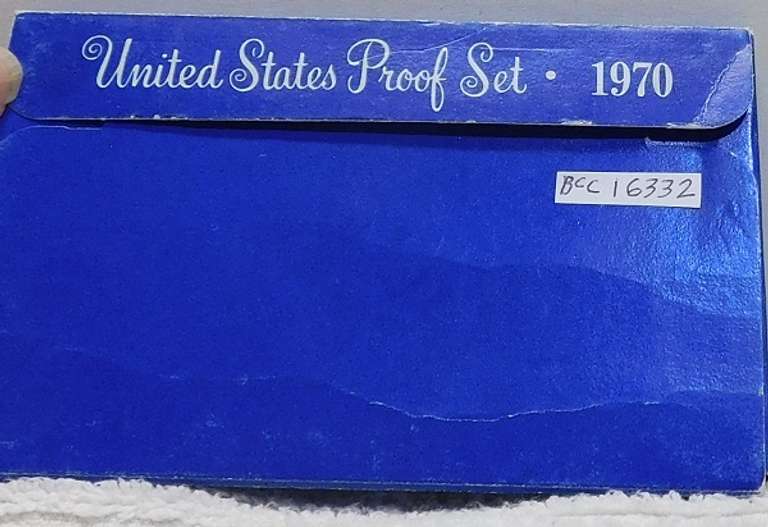 United States Proof Set • 1970
BCC 16332